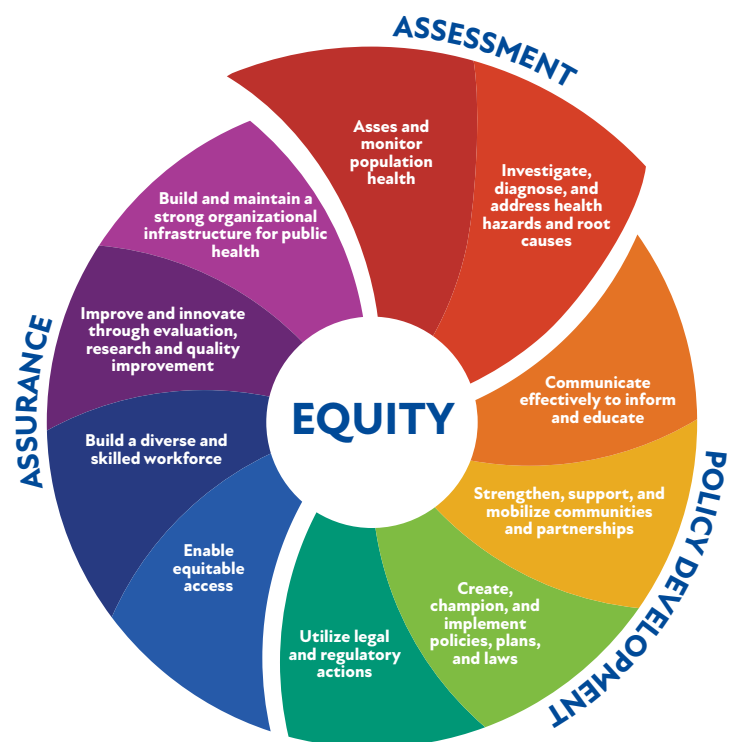 ASSESSMENT
Asses and
monitor
population
health
Investigate,
diagnose, and
address health
hazards and root
causes
POLICY DEVELOPMENT
Communicate
effectively to inform
and educate
Strengthen, support, and
mobilize communities
and partnerships
Create,
champion, and
implement
policies, plans,
and laws
Utilize legal
and regulatory
actions
ASSURANCE
Enable
equitable
access
Build a diverse and
skilled workforce
Improve and innovate
through evaluation,
research and quality
improvement
Build and maintain a
strong organizational
infrastructure for public
health
EQUITY